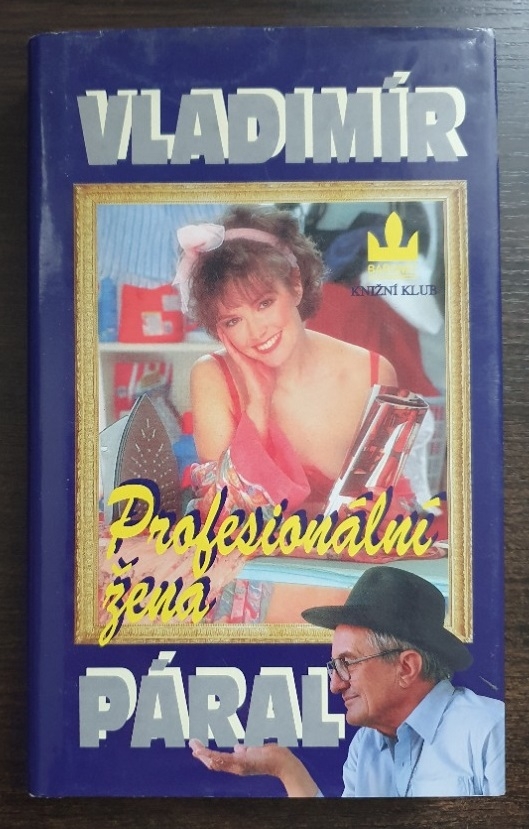 VLADIMÍR
KNIŽNÍ KLUB
Profesionální
žena
PÁRAL